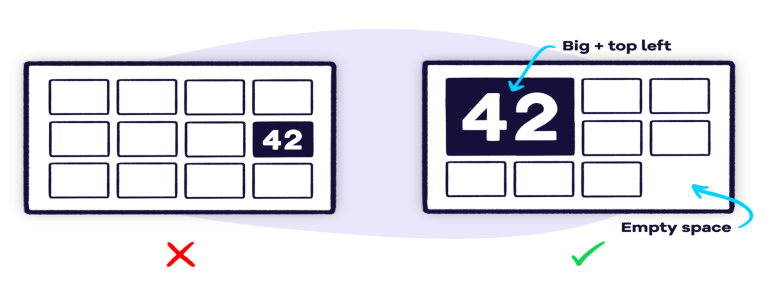 42
Big + top left
42
Empty space